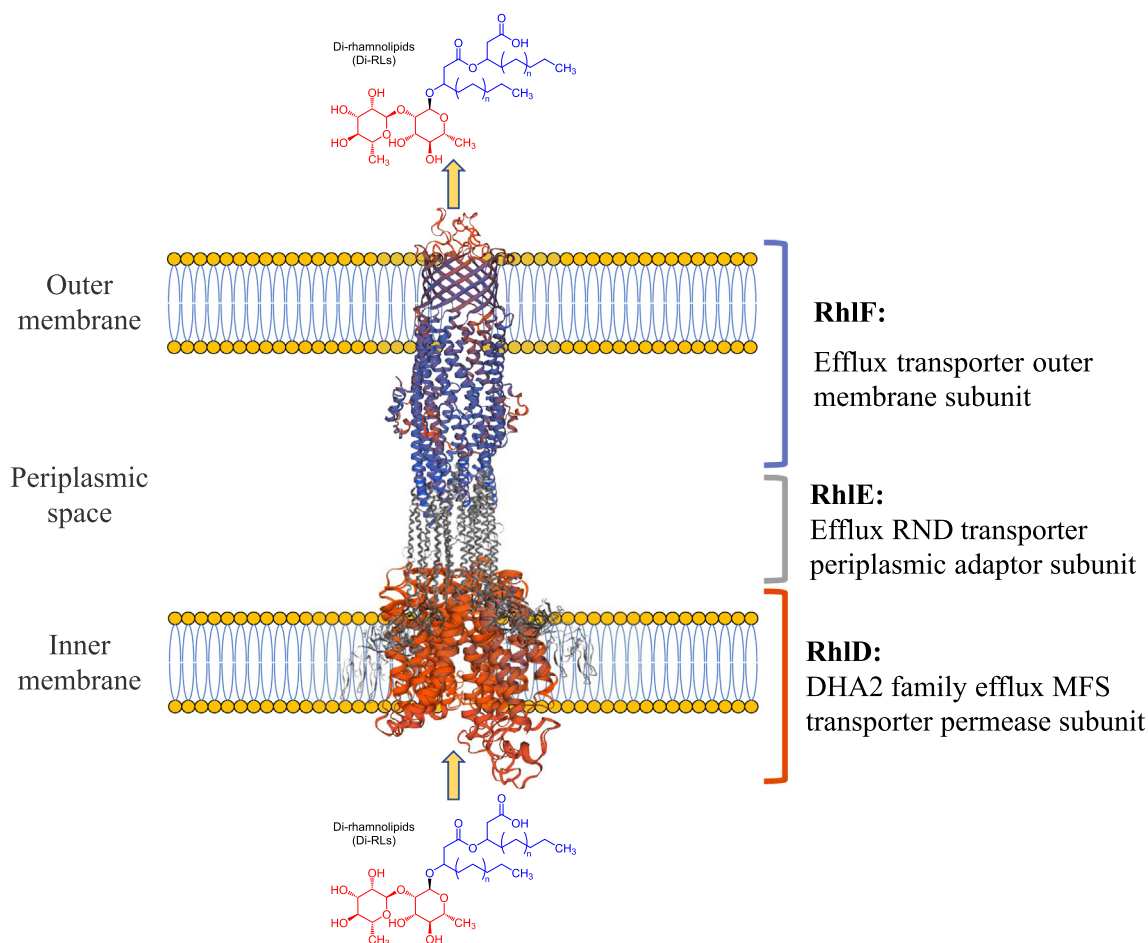 Di-rhamnolipids
(Di-RLs)
O
OH
O
O
n
CH3
O
n
CH3
OH
HO
HO
O
O
CH3
O
HO
OH
CH3
Outer
membrane
RhlF:
Efflux transporter outer
membrane subunit
Periplasmic
space
RhlE:
Efflux RND transporter
periplasmic adaptor subunit
Inner
membrane
RhlD:
DHA2 family efflux MFS
transporter permease subunit
Di-rhamnolipids
(Di-RLs)
O
OH
O
O
n
CH3
O
n
CH3
OH
HO
HO
O
O
CH3
O
HO
OH
CH3